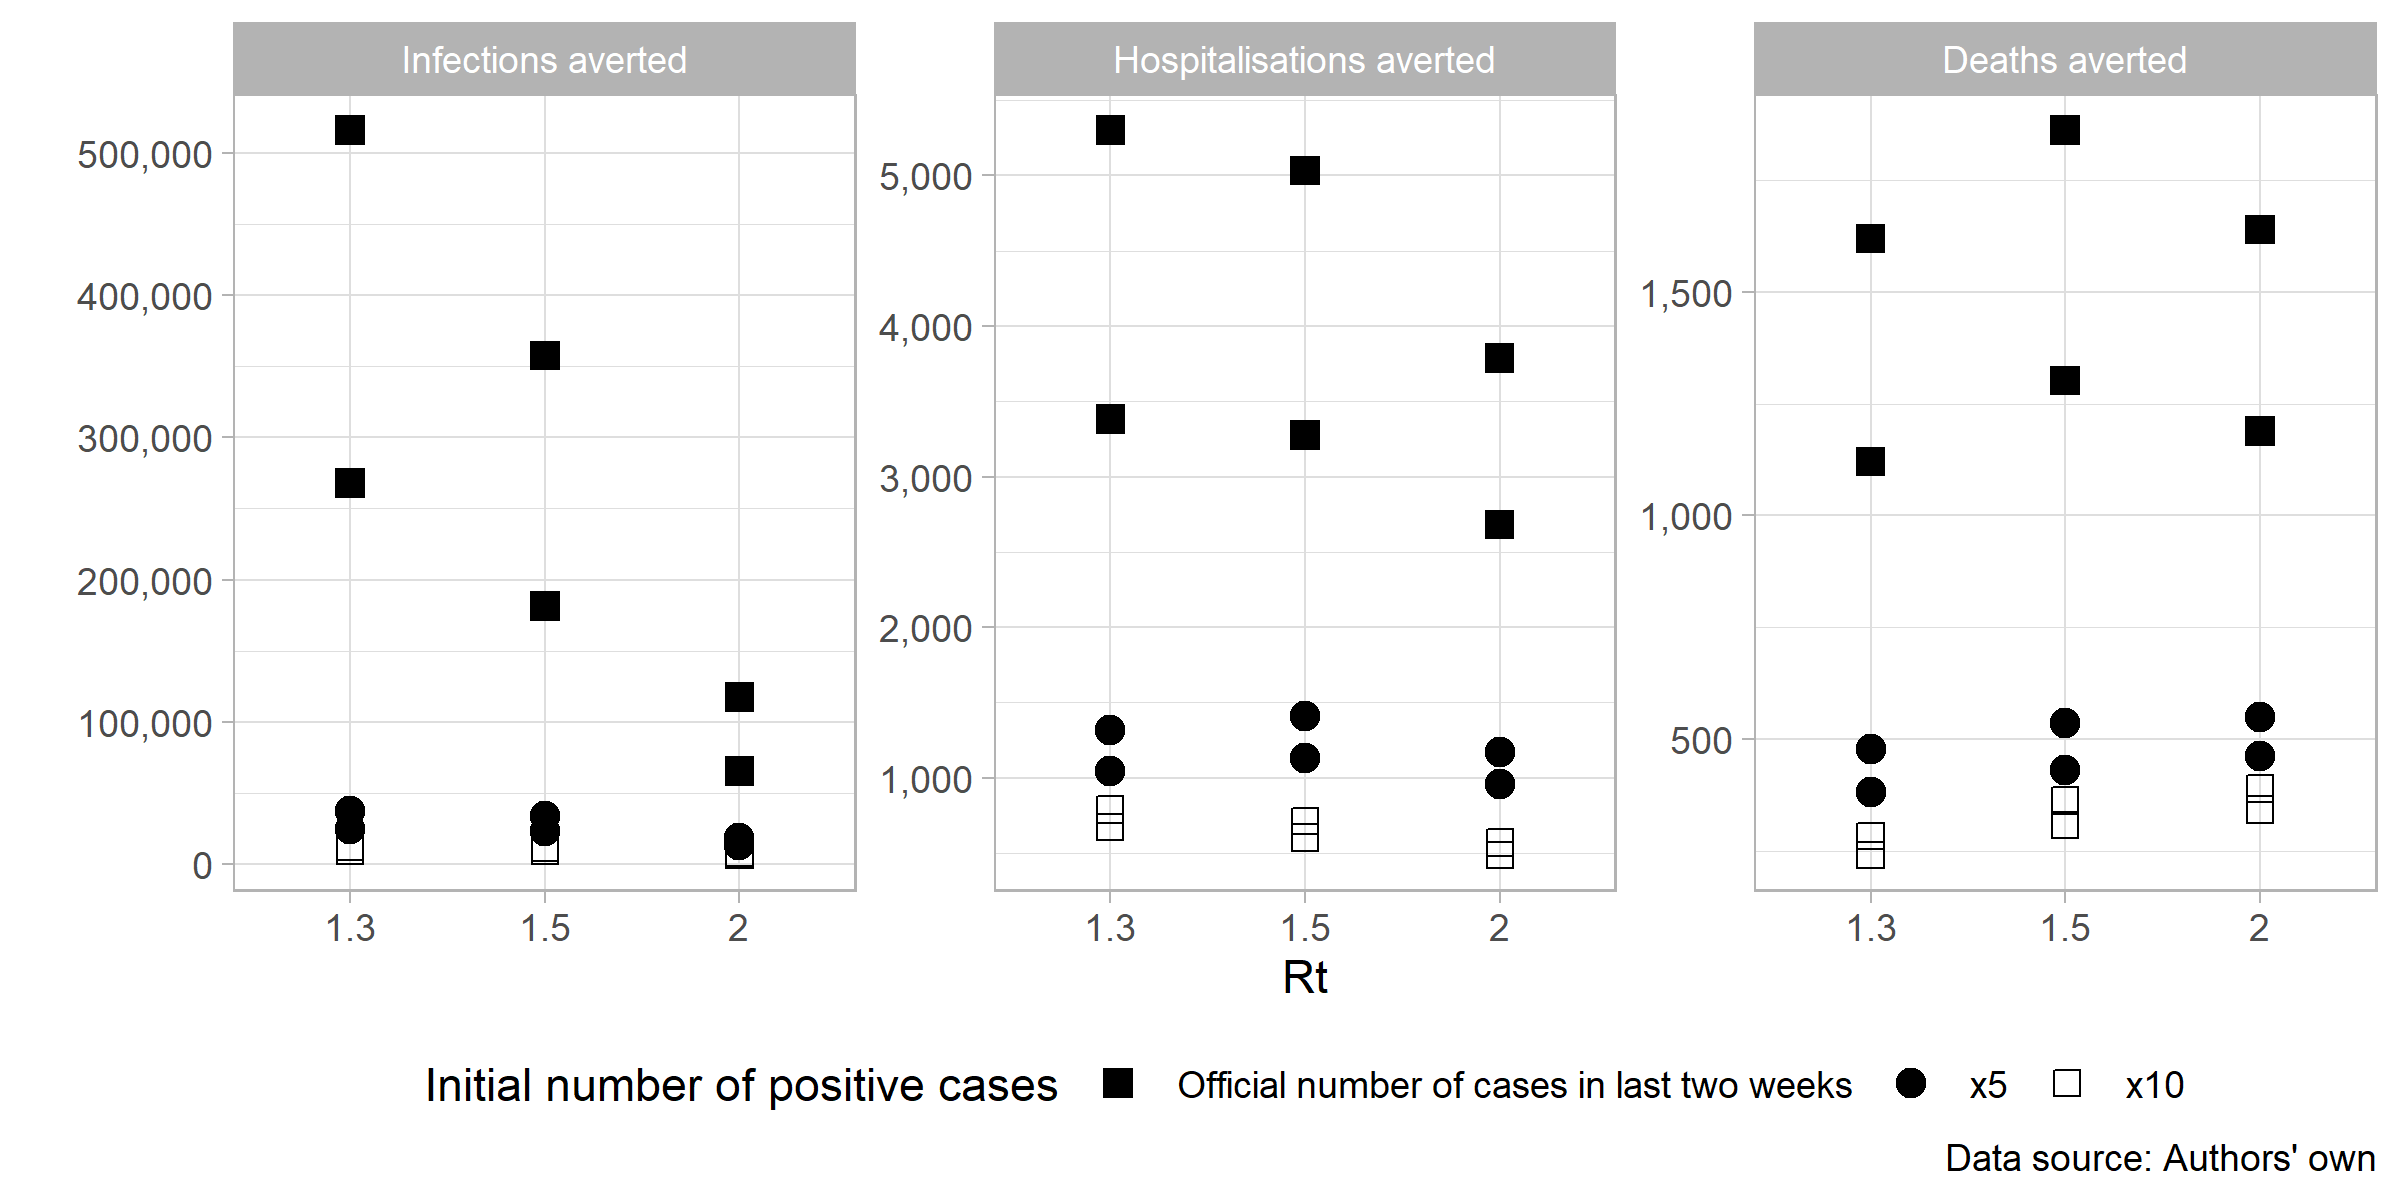 Infections averted
Hospitalisations averted
Deaths averted
500,000
400,000
300,000
200,000
100,000
0
5,000
4,000
3,000
2,000
1,000
1,500
1,000
500
1.3 1.5 2
1.3 1.5 2
1.3 1.5 2
Rt
Initial number of positive cases Official number of cases in last two weeks x5 x10
Data source: Authors' own